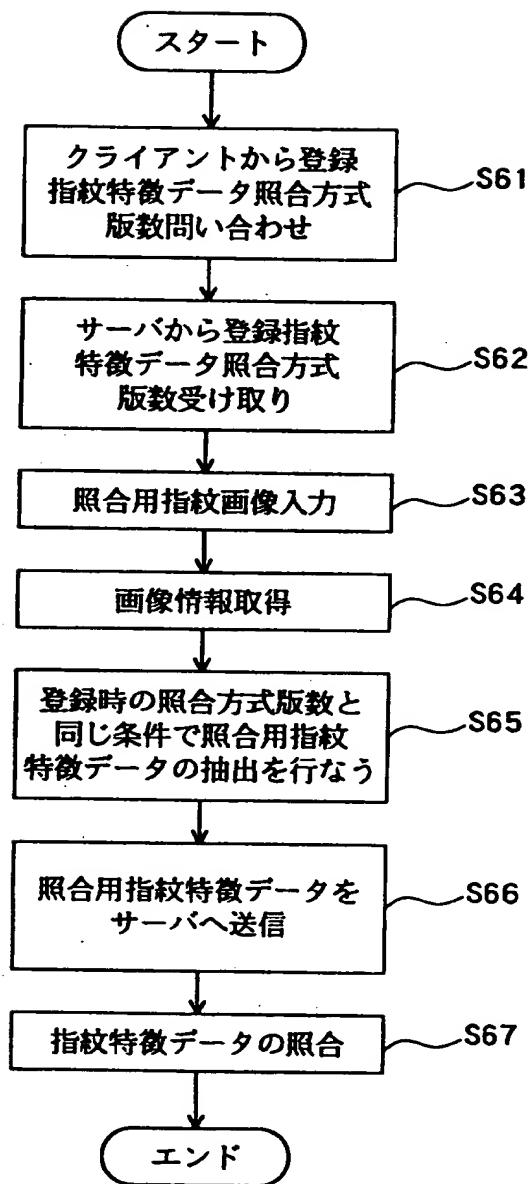 スタート
クライアントから登録
指紋特徴データ照合方式
版数問い合わせ
S61
サーバから登録指紋
特徴データ照合方式
版数受け取り
S62
照合用指紋画像入力
S63
画像情報取得
S64
登録時の照合方式版数と
同じ条件で照合用指紋
特徴データの抽出を行なう
S65
照合用指紋特徴データを
サーバへ送信
S66
指紋特徴データの照合
S67
エンド